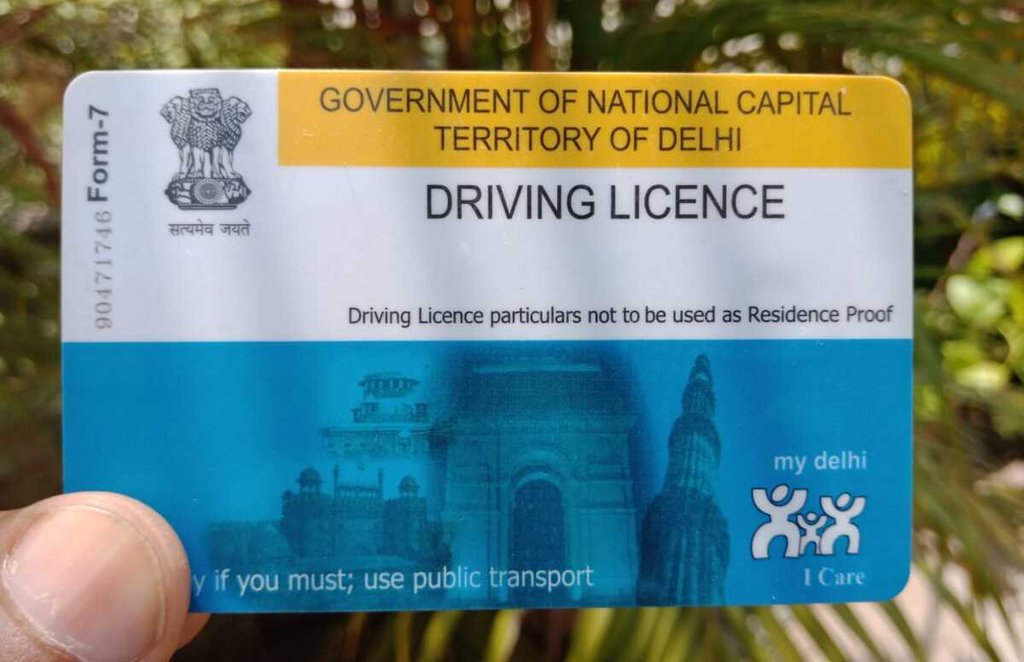 Form-7
90471746
सत्यमेव जयते
GOVERNMENT OF NATIONAL CAPITAL
TERRITORY OF DELHI
DRIVING LICENCE
Driving Licence particulars not to be used as Residence Proof
my delhi
I Care
y if you must; use public transport